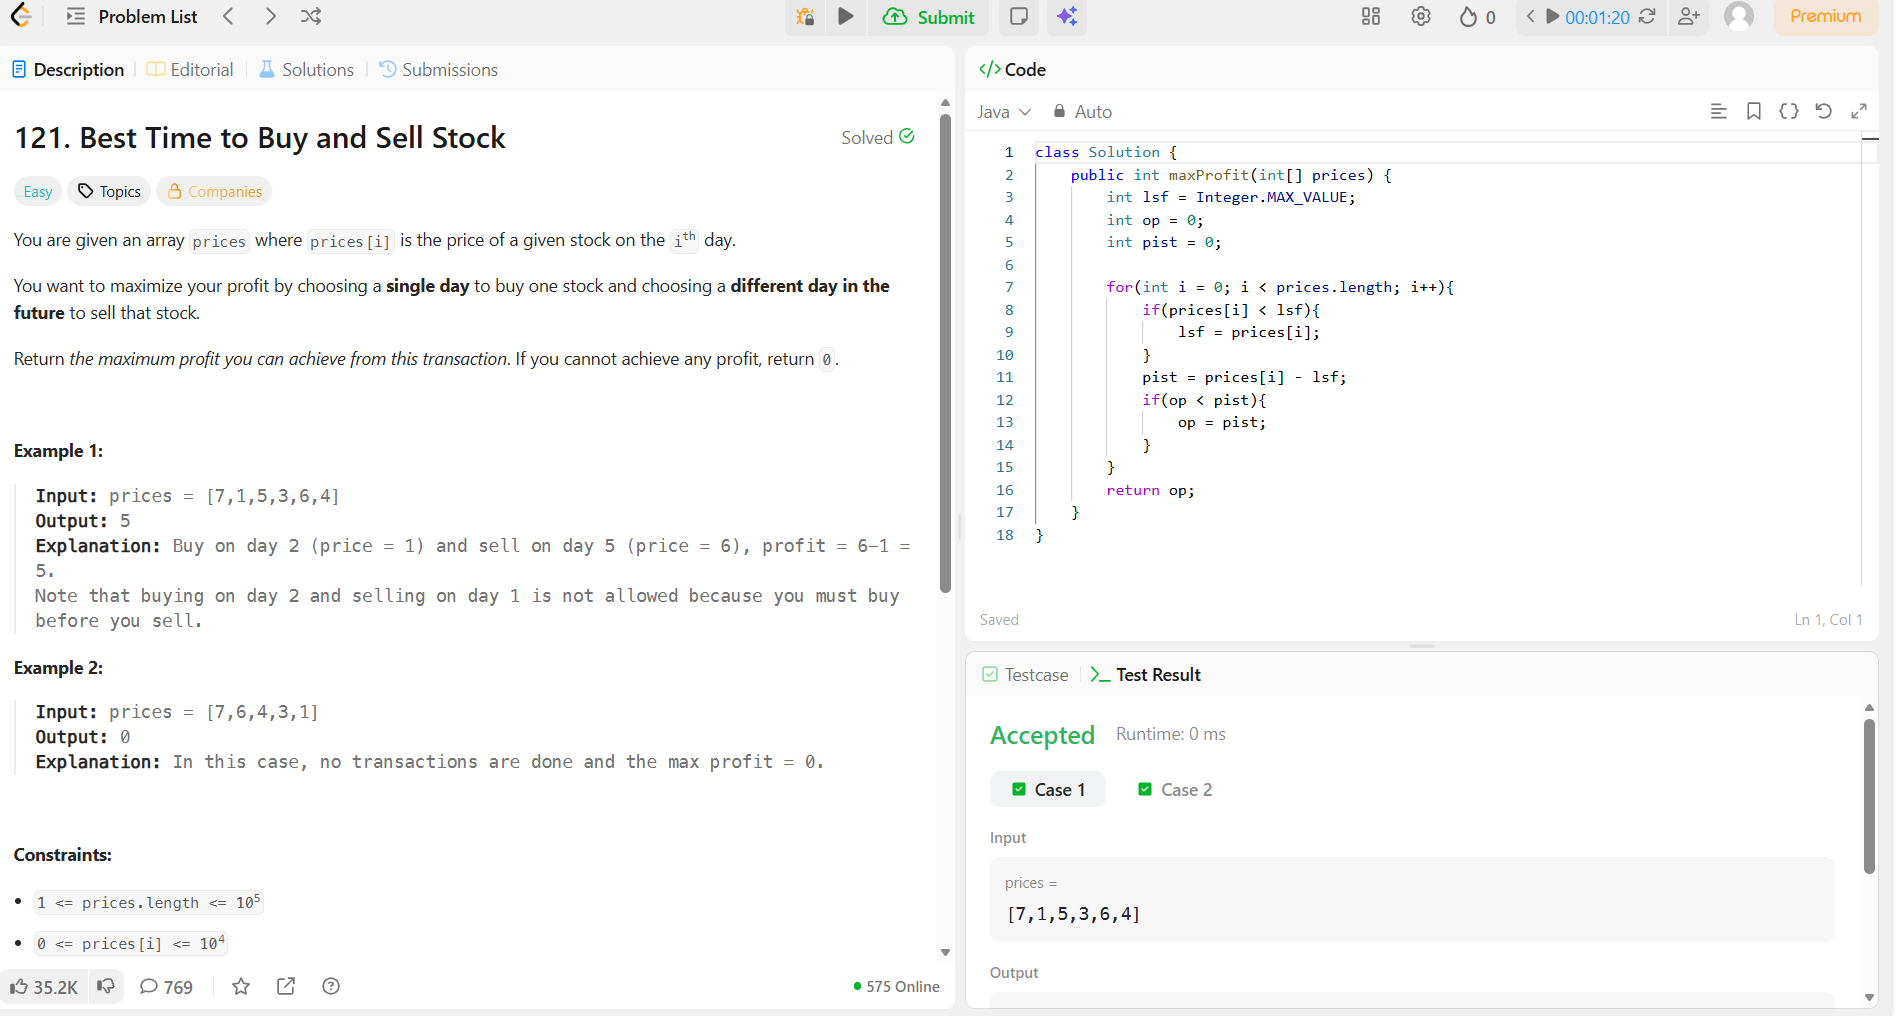 Problem List
Submit
0
00:01:20
Premium
Description
Editorial
Solutions
Submissions
121. Best Time to Buy and Sell Stock
Solved
Easy
Topics
Companies
You are given an array prices where prices[i] is the price of a given stock on the ith day.
You want to maximize your profit by choosing a single day to buy one stock and choosing a different day in the
future to sell that stock.
Return the maximum profit you can achieve from this transaction. If you cannot achieve any profit, return 0.
Example 1:
Input: prices = [7,1,5,3,6,4]
Output: 5
Explanation: Buy on day 2 (price = 1) and sell on day 5 (price = 6), profit = 6-1 =
5.
Note that buying on day 2 and selling on day 1 is not allowed because you must buy
before you sell.
Example 2:
Input: prices = [7,6,4,3,1]
Output: 0
Explanation: In this case, no transactions are done and the max profit = 0.
Constraints:
• 1 <= prices.length <= 10^5
• 0 <= prices[i] <= 10^4
35.2K
769
575 Online
</> Code
Java
Auto
1 class Solution {
2 public int maxProfit(int[] prices) {
3 int lsf = Integer.MAX_VALUE;
4 int op = 0;
5 int pist = 0;
6
7 for(int i = 0; i < prices.length; i++){
8 if(prices[i] < lsf){
9 lsf = prices[i];
10 }
11 pist = prices[i] - lsf;
12 if(op < pist){
13 op = pist;
14 }
15 }
16 return op;
17 }
18 }
Saved
Ln 1, Col 1
Testcase
Test Result
Accepted
Runtime: 0 ms
Case 1
Case 2
Input
prices =
[7,1,5,3,6,4]
Output